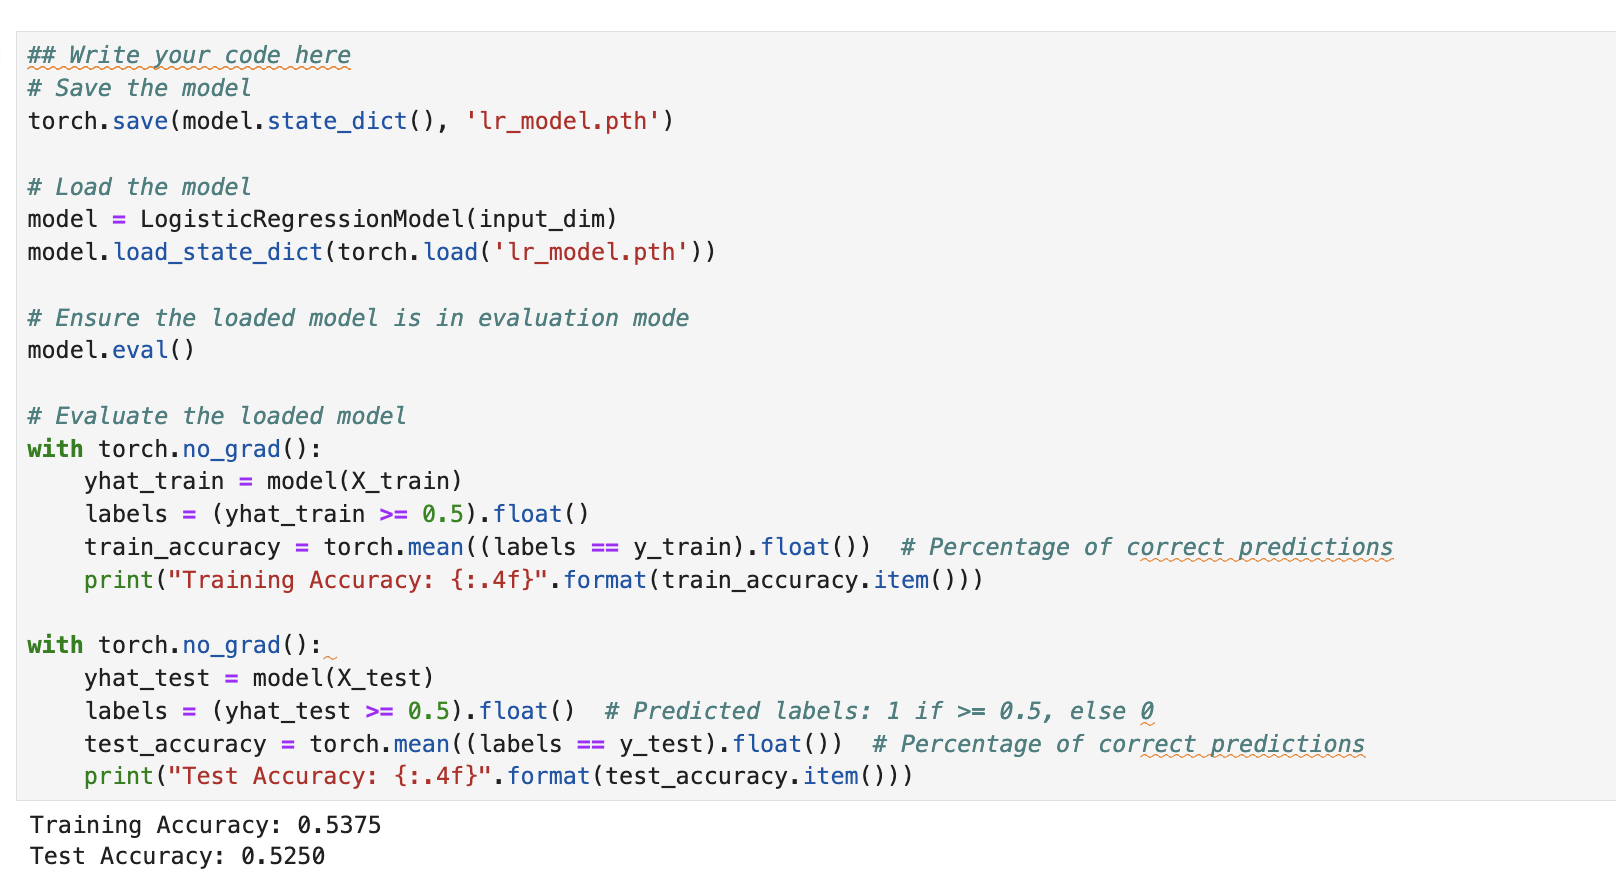 ## Write your code here
# Save the model
torch.save(model.state_dict(), 'lr_model.pth')
# Load the model
model = LogisticRegressionModel(input_dim)
model.load_state_dict(torch.load('lr_model.pth'))
# Ensure the loaded model is in evaluation mode
model.eval()
# Evaluate the loaded model
with torch.no_grad():
    yhat_train = model(X_train)
    labels = (yhat_train >= 0.5).float()
    train_accuracy = torch.mean((labels == y_train).float())  # Percentage of correct predictions
    print("Training Accuracy: {:.4f}".format(train_accuracy.item()))
with torch.no_grad():
    yhat_test = model(X_test)
    labels = (yhat_test >= 0.5).float()  # Predicted labels: 1 if >= 0.5, else 0
    test_accuracy = torch.mean((labels == y_test).float())  # Percentage of correct predictions
    print("Test Accuracy: {:.4f}".format(test_accuracy.item()))
Training Accuracy: 0.5375
Test Accuracy: 0.5250